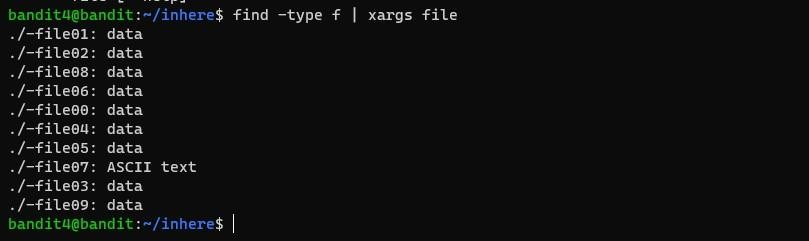 bandit4@bandit:~/inhere$ find -type f | xargs file
./-file01: data
./-file02: data
./-file08: data
./-file06: data
./-file00: data
./-file04: data
./-file05: data
./-file07: ASCII text
./-file03: data
./-file09: data
bandit4@bandit:~/inhere$